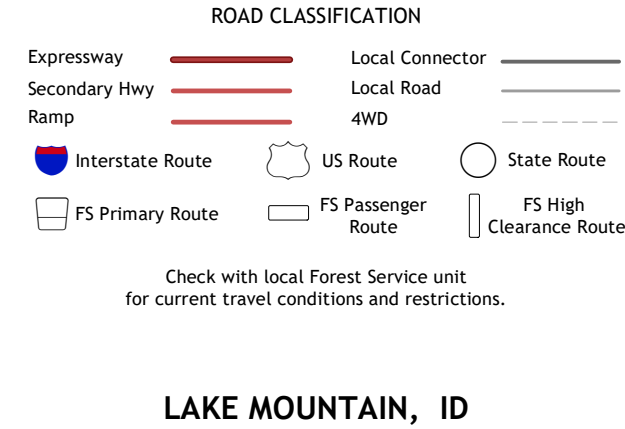 ROAD CLASSIFICATION
Expressway
Local Connector
Secondary Hwy
Local Road
Ramp
4WD
Interstate Route
US Route
State Route
FS Primary Route
FS Passenger
Route
FS High
Clearance Route
Check with local Forest Service unit
for current travel conditions and restrictions.
LAKE MOUNTAIN, ID